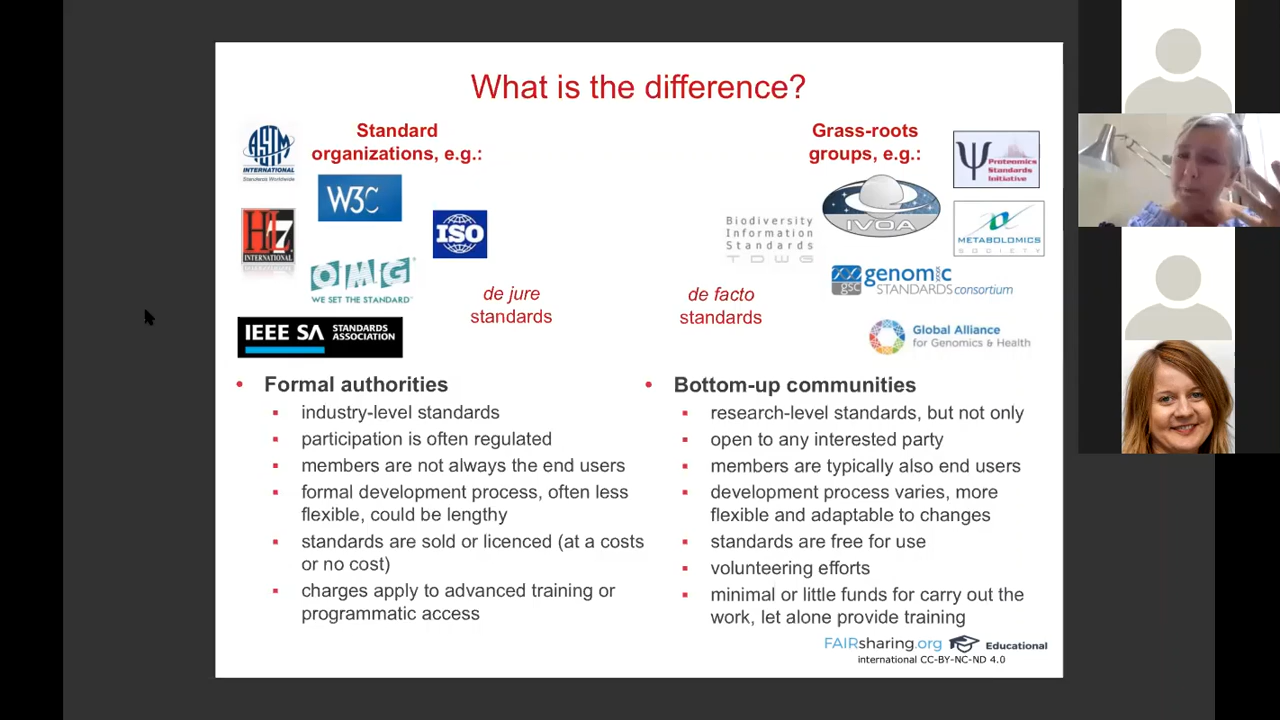 What is the difference?
Standard
organizations, e.g.:
ASTM
INTERNATIONAL
Standards Worldwide
W3C
HL7
INTERNATIONAL
ISO
OMG
WE SET THE STANDARD
IEEE SA STANDARDS
ASSOCIATION
de jure
standards
Grass-roots
groups, e.g.:
Proteomics
Standards
Initiative
IVOA
Biodiversity
Information
Standards
TDWG
METABOLOMICS
SOCIETY
gsc
genomic
STANDARDS consortium
Global Alliance
for Genomics & Health
de facto
standards
• Formal authorities
▪ industry-level standards
▪ participation is often regulated
▪ members are not always the end users
▪ formal development process, often less
flexible, could be lengthy
▪ standards are sold or licenced (at a costs
or no cost)
▪ charges apply to advanced training or
programmatic access
• Bottom-up communities
▪ research-level standards, but not only
▪ open to any interested party
▪ members are typically also end users
▪ development process varies, more
flexible and adaptable to changes
▪ standards are free for use
▪ volunteering efforts
▪ minimal or little funds for carry out the
work, let alone provide training
FAIRsharing.org Educational
international CC-BY-NC-ND 4.0